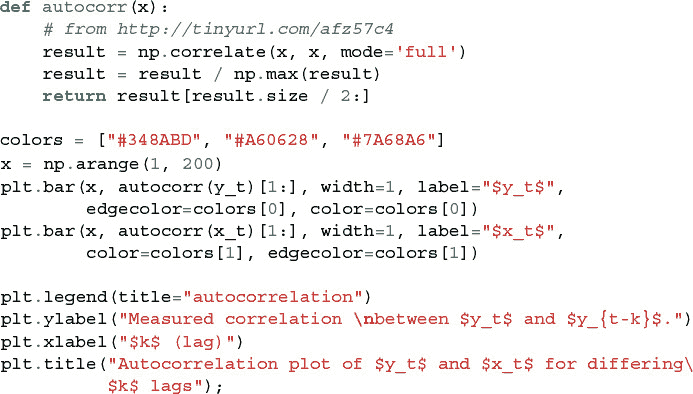 def autocorr(x):
    # from http://tinyurl.com/afz57c4
    result = np.correlate(x, x, mode='full')
    result = result / np.max(result)
    return result[result.size / 2:]

colors = ["#348ABD", "#A60628", "#7A68A6"]
x = np.arange(1, 200)
plt.bar(x, autocorr(y_t)[1:], width=1, label="$y_t$",
        edgecolor=colors[0], color=colors[0])
plt.bar(x, autocorr(x_t)[1:], width=1, label="$x_t$",
        color=colors[1], edgecolor=colors[1])

plt.legend(title="autocorrelation")
plt.ylabel("Measured correlation \nbetween $y_t$ and $y_{t-k}$.")
plt.xlabel("$k$ (lag)")
plt.title("Autocorrelation plot of $y_t$ and $x_t$ for differing\
          $k$ lags");